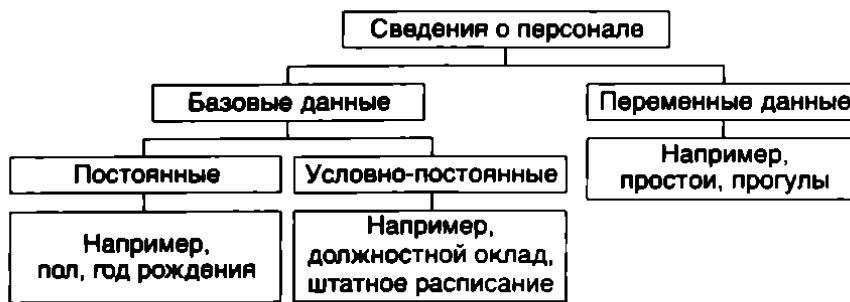 Сведения о персонале
Базовые данные
Переменные данные
Постоянные
Условно-постоянные
Например,
простои, прогулы
Например,
пол, год рождения
Например,
должностной оклад,
штатное расписание